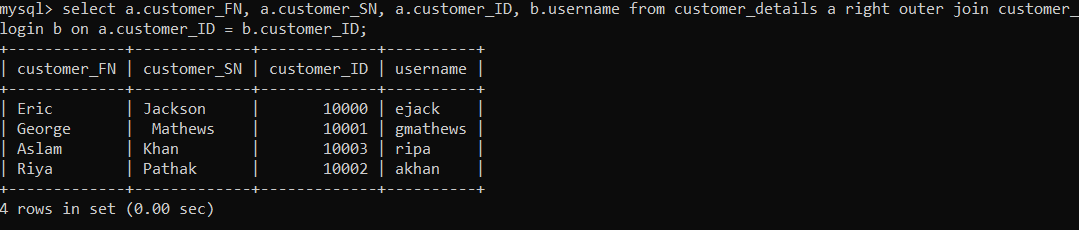 mysql> select a.customer_FN, a.customer_SN, a.customer_ID, b.username from customer_details a right outer join customer_
login b on a.customer_ID = b.customer_ID;
+-------------+-------------+-------------+----------+
| customer_FN | customer_SN | customer_ID | username |
+-------------+-------------+-------------+----------+
| Eric        | Jackson     |       10000 | ejack    |
| George      |  Mathews    |       10001 | gmathews |
| Aslam       | Khan        |       10003 | ripa     |
| Riya        | Pathak      |       10002 | akhan    |
+-------------+-------------+-------------+----------+
4 rows in set (0.00 sec)